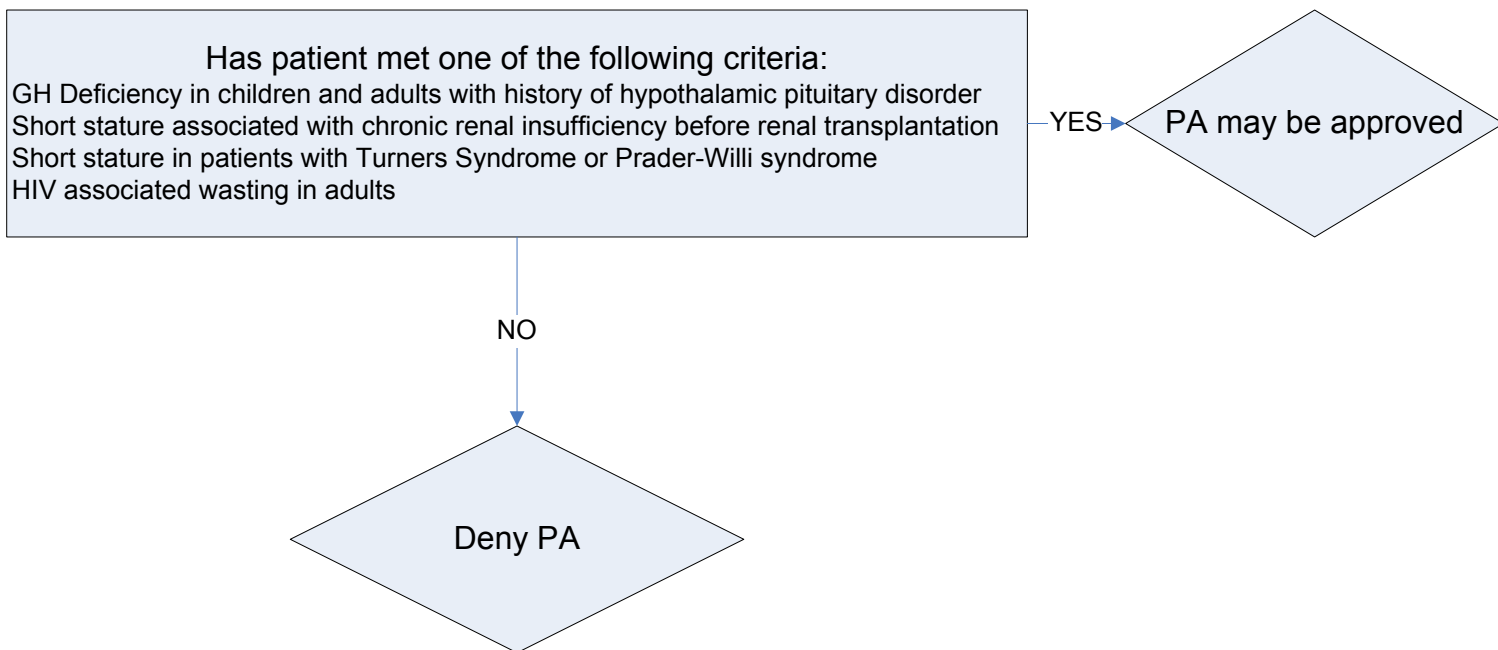 Has patient met one of the following criteria:
GH Deficiency in children and adults with history of hypothalamic pituitary disorder
Short stature associated with chronic renal insufficiency before renal transplantation
Short stature in patients with Turners Syndrome or Prader-Willi syndrome
HIV associated wasting in adults
YES
PA may be approved
NO
Deny PA